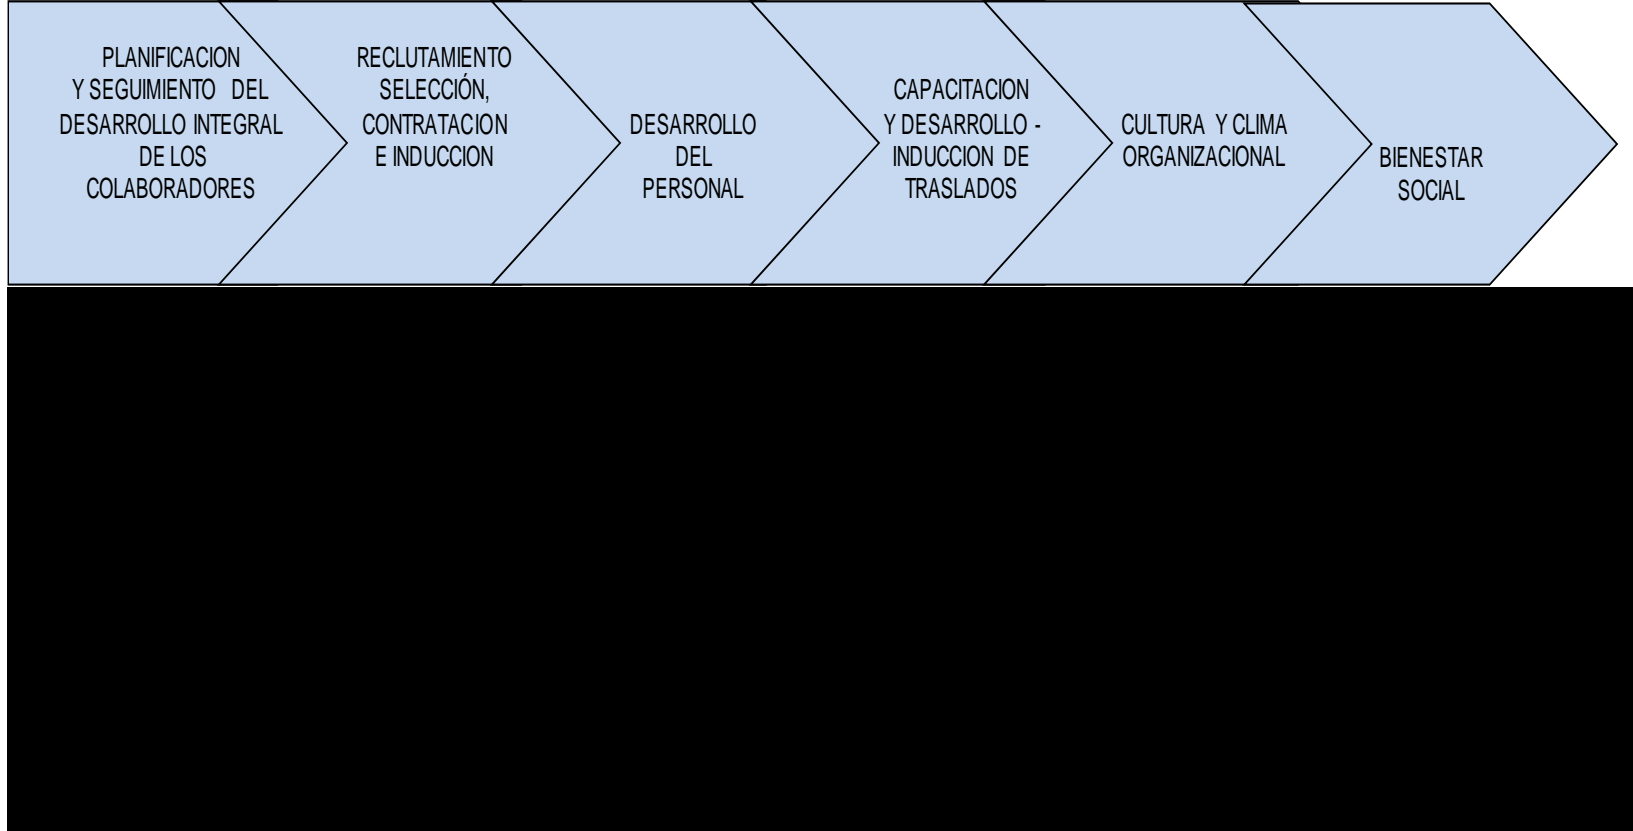 PLANIFICACION
Y SEGUIMIENTO DEL
DESARROLLO INTEGRAL
DE LOS
COLABORADORES
RECLUTAMIENTO
SELECCIÓN,
CONTRATACION
E INDUCCION
DESARROLLO
DEL
PERSONAL
CAPACITACION
Y DESARROLLO -
INDUCCION DE
TRASLADOS
CULTURA Y CLIMA
ORGANIZACIONAL
BIENESTAR
SOCIAL